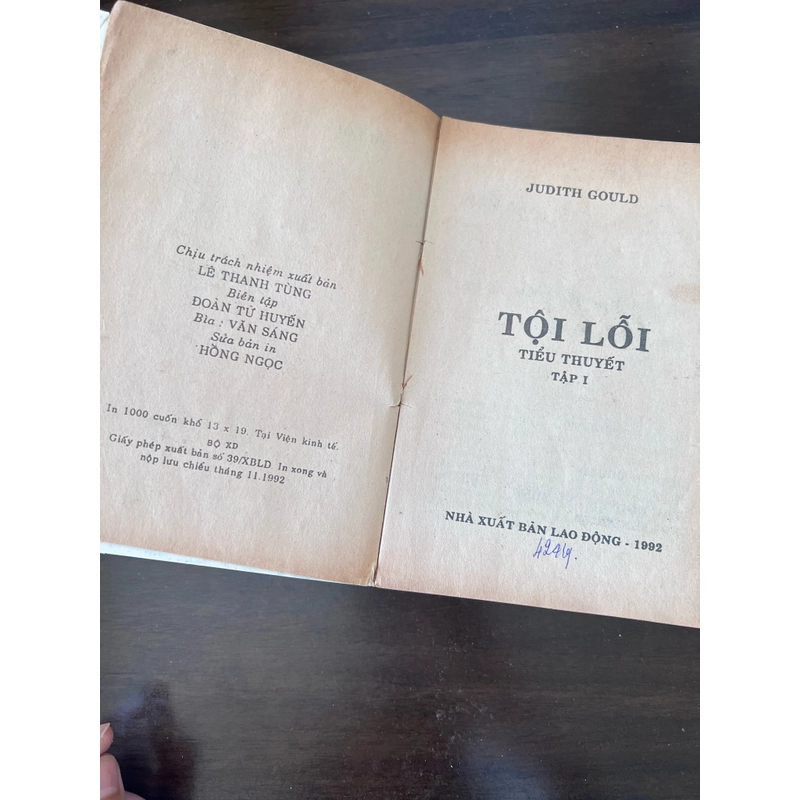 Chịu trách nhiệm xuất bản
LÊ THANH TÙNG
Biên tập
ĐOÀN TỬ HUYẾN
Bìa : VĂN SÁNG
Sửa bản in
HỒNG NGỌC
In 1000 cuốn khổ 13 x 19. Tại Viện kinh tế.
BỘ XD
Giấy phép xuất bản số 39/XBLD In xong và
nộp lưu chiểu tháng 11.1992
JUDITH GOULD
TỘI LỖI
TIỂU THUYẾT
TẬP I
NHÀ XUẤT BẢN LAO ĐỘNG - 1992